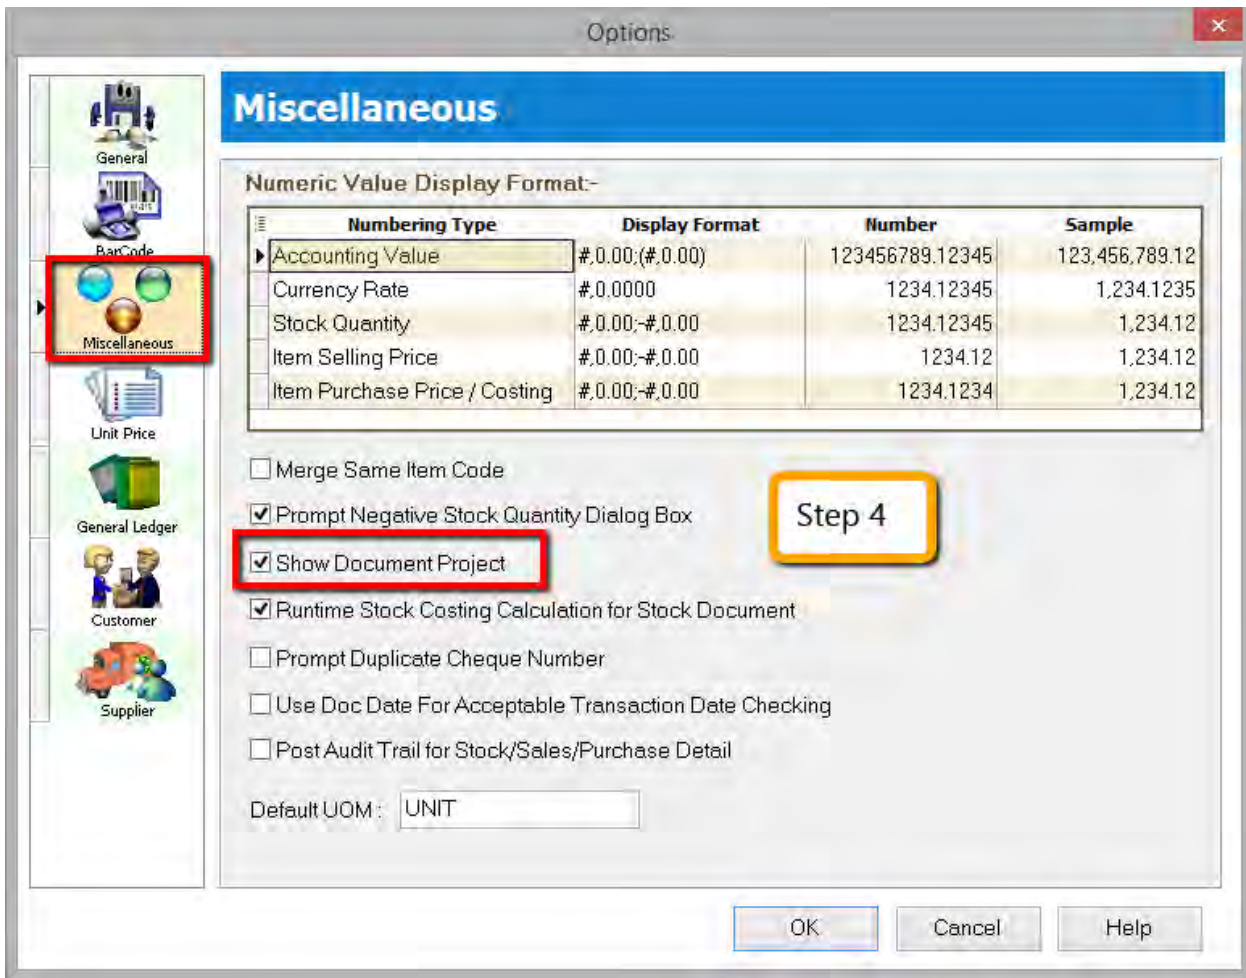 Options
Miscellaneous
General
BarCode
Miscellaneous
Unit Price
General Ledger
Customer
Supplier
Numeric Value Display Format:-
Numbering Type Display Format Number Sample
Accounting Value #,0.00;(#,0.00) 123456789.12345 123,456,789.12
Currency Rate #,0.0000 1234.12345 1,234.1235
Stock Quantity #,0.00;-#,0.00 1234.12345 1,234.12
Item Selling Price #,0.00;-#,0.00 1234.12 1,234.12
Item Purchase Price / Costing #,0.00;-#,0.00 1234.1234 1,234.12
Merge Same Item Code
Prompt Negative Stock Quantity Dialog Box
Step 4
Show Document Project
Runtime Stock Costing Calculation for Stock Document
Prompt Duplicate Cheque Number
Use Doc Date For Acceptable Transaction Date Checking
Post Audit Trail for Stock/Sales/Purchase Detail
Default UOM : UNIT
OK Cancel Help